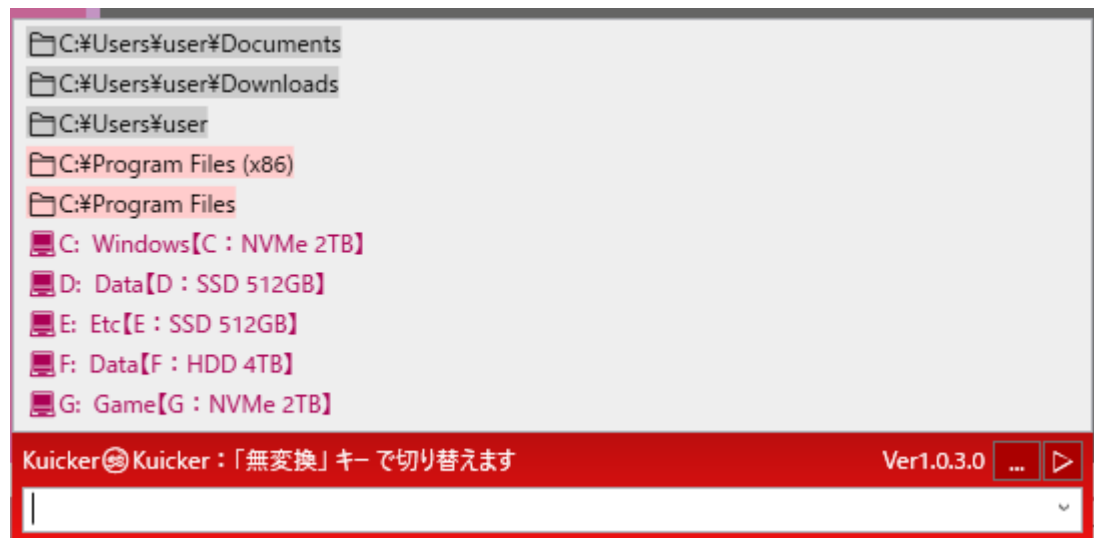 C:¥Users¥user¥Documents
C:¥Users¥user¥Downloads
C:¥Users¥user
C:¥Program Files (x86)
C:¥Program Files
C: Windows【C：NVMe 2TB】
D: Data【D：SSD 512GB】
E: Etc【E：SSD 512GB】
F: Data【F：HDD 4TB】
G: Game【G：NVMe 2TB】
Kuicker Kuicker：「無変換」キーで切り替えます Ver1.0.3.0 ...